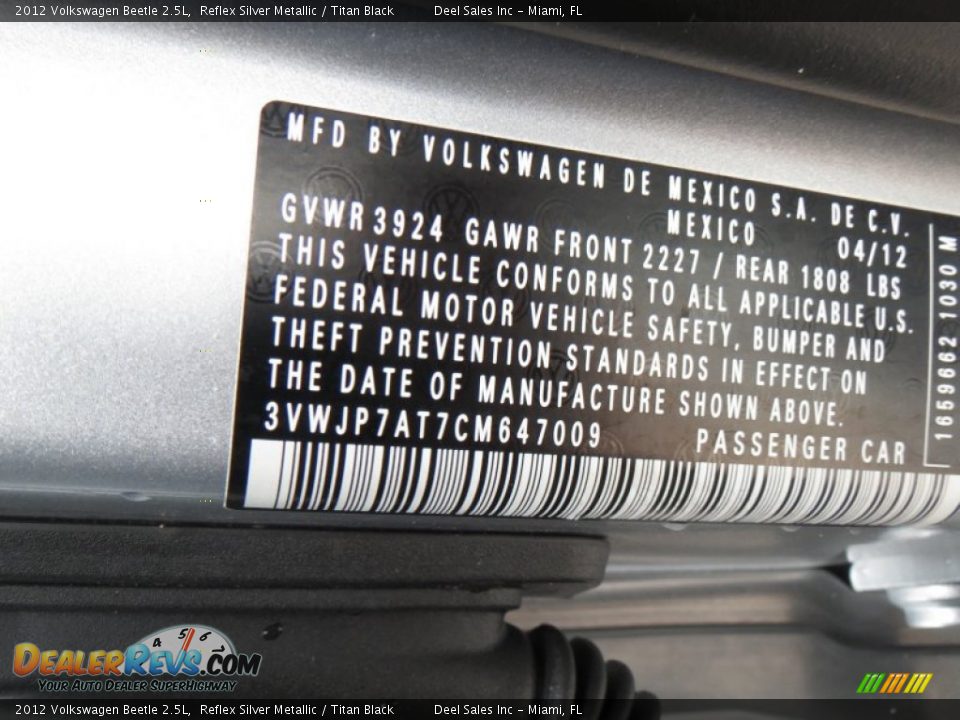 2012 Volkswagen Beetle 2.5L, Reflex Silver Metallic / Titan Black Deel Sales Inc - Miami, FL
MFD BY VOLKSWAGEN DE MEXICO S.A. DE C.V.
MEXICO 04/12
GVWR 3924 GAWR FRONT 2227 / REAR 1808 LBS
THIS VEHICLE CONFORMS TO ALL APPLICABLE U.S.
FEDERAL MOTOR VEHICLE SAFETY, BUMPER AND
THEFT PREVENTION STANDARDS IN EFFECT ON
THE DATE OF MANUFACTURE SHOWN ABOVE.
3VWJP7AT7CM647009 PASSENGER CAR
1659662 1030 M
4 5 6
DEALERREVS.COM
YOUR AUTO DEALER SUPERHIGHWAY
2012 Volkswagen Beetle 2.5L, Reflex Silver Metallic / Titan Black Deel Sales Inc - Miami, FL